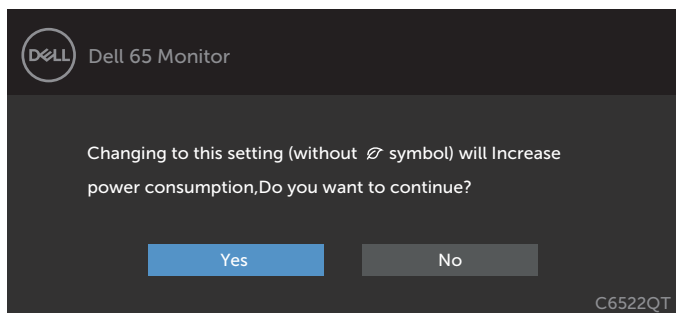 DELL
Dell 65 Monitor
Changing to this setting (without symbol) will Increase
power consumption,Do you want to continue?
Yes
No
C6522QT